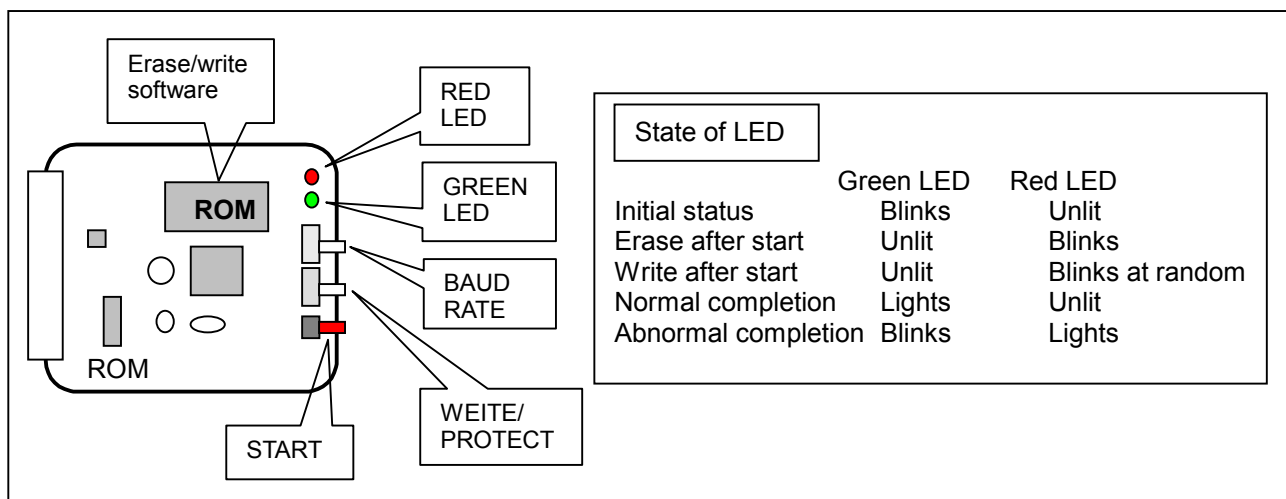 Erase/write
software
RED
LED
GREEN
LED
BAUD
RATE
WEITE/
PROTECT
START
ROM
ROM
State of LED
Green LED Red LED
Initial status Blinks Unlit
Erase after start Unlit Blinks
Write after start Unlit Blinks at random
Normal completion Lights Unlit
Abnormal completion Blinks Lights